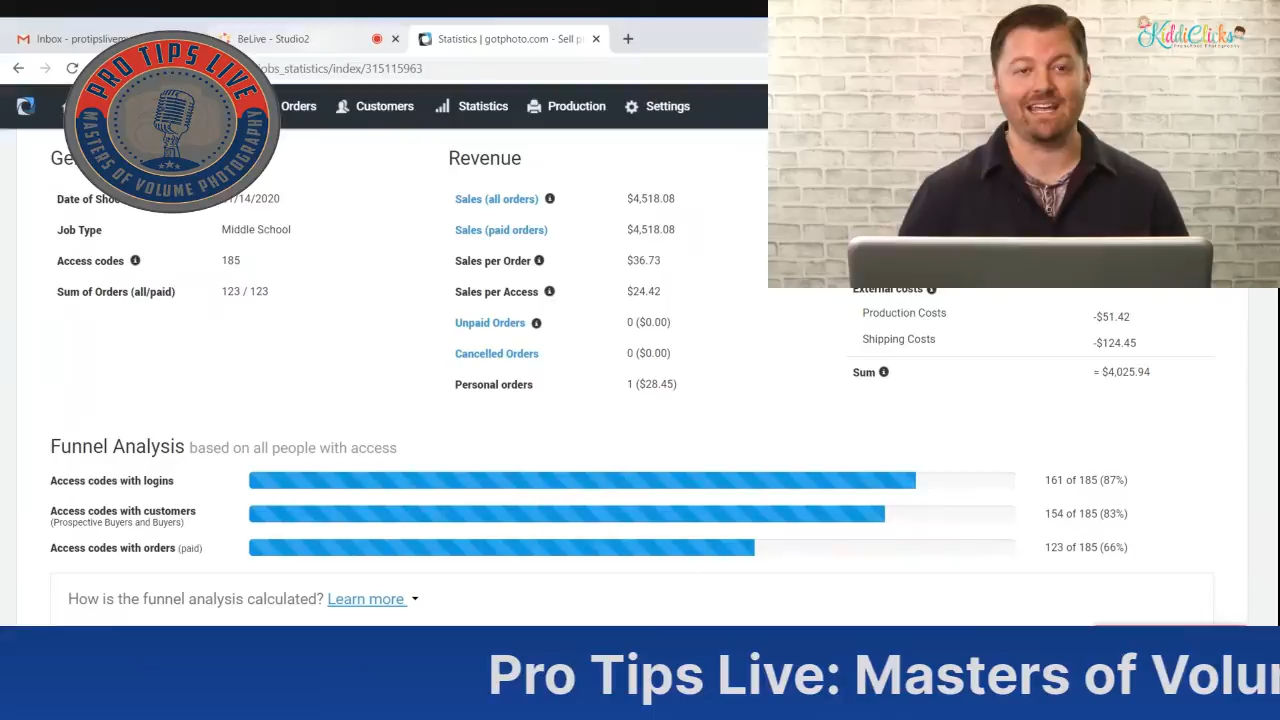 Inbox - protipslivem
BeLive - Studio2
Statistics | gotphoto.com - Sell p
jobs_statistics/index/315115963
Orders
Customers
Statistics
Production
Settings
PRO TIPS LIVE
MASTERS OF VOLUME PHOTOGRAPHY
KiddiClicks
Preschool Photography
Ge
Date of Shoo
/14/2020
Job Type
Middle School
Access codes
185
Sum of Orders (all/paid)
123 / 123
Revenue
Sales (all orders)
$4,518.08
Sales (paid orders)
$4,518.08
Sales per Order
$36.73
Sales per Access
$24.42
Unpaid Orders
0 ($0.00)
Cancelled Orders
0 ($0.00)
Personal orders
1 ($28.45)
External costs
Production Costs
-$51.42
Shipping Costs
-$124.45
Sum
= $4,025.94
Funnel Analysis based on all people with access
Access codes with logins
161 of 185 (87%)
Access codes with customers
(Prospective Buyers and Buyers)
154 of 185 (83%)
Access codes with orders (paid)
123 of 185 (66%)
How is the funnel analysis calculated? Learn more
Pro Tips Live: Masters of Volu